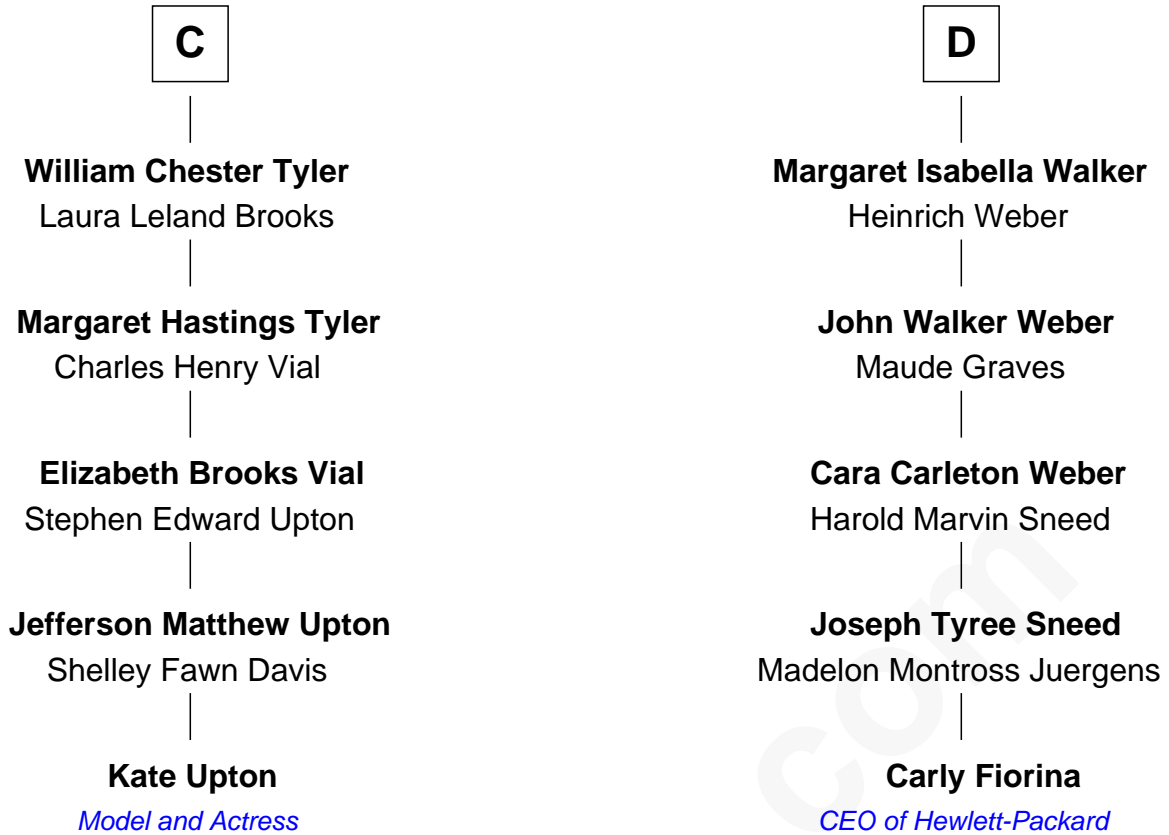 C
William Chester Tyler
Laura Leland Brooks
Margaret Hastings Tyler
Charles Henry Vial
Elizabeth Brooks Vial
Stephen Edward Upton
Jefferson Matthew Upton
Shelley Fawn Davis
Kate Upton
Model and Actress
D
Margaret Isabella Walker
Heinrich Weber
John Walker Weber
Maude Graves
Cara Carleton Weber
Harold Marvin Sneed
Joseph Tyree Sneed
Madelon Montross Juergens
Carly Fiorina
CEO of Hewlett-Packard
com